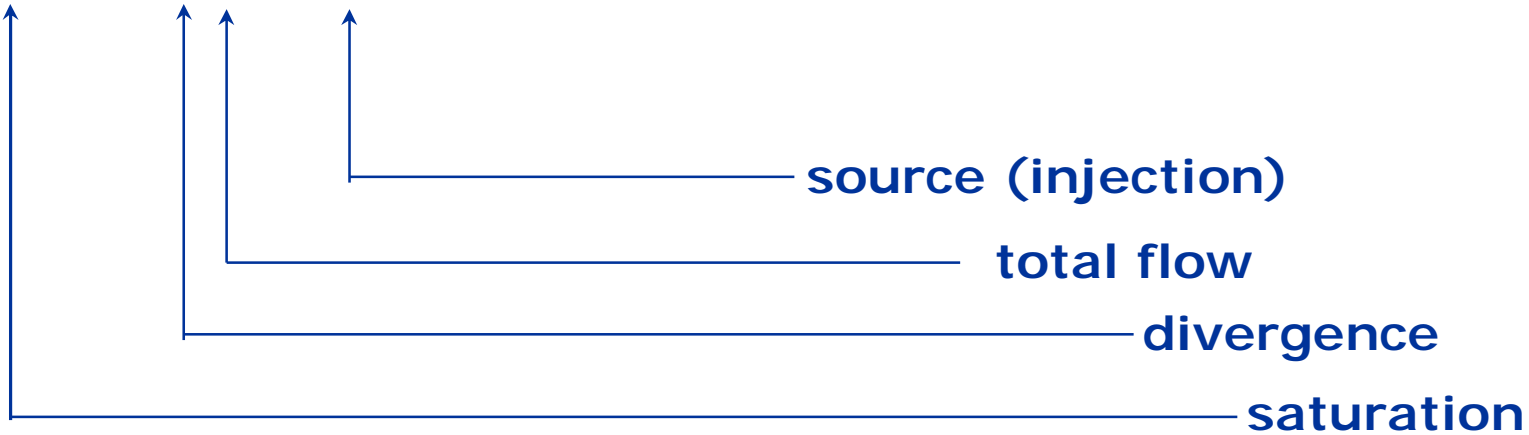 source (injection)
total flow
divergence
saturation